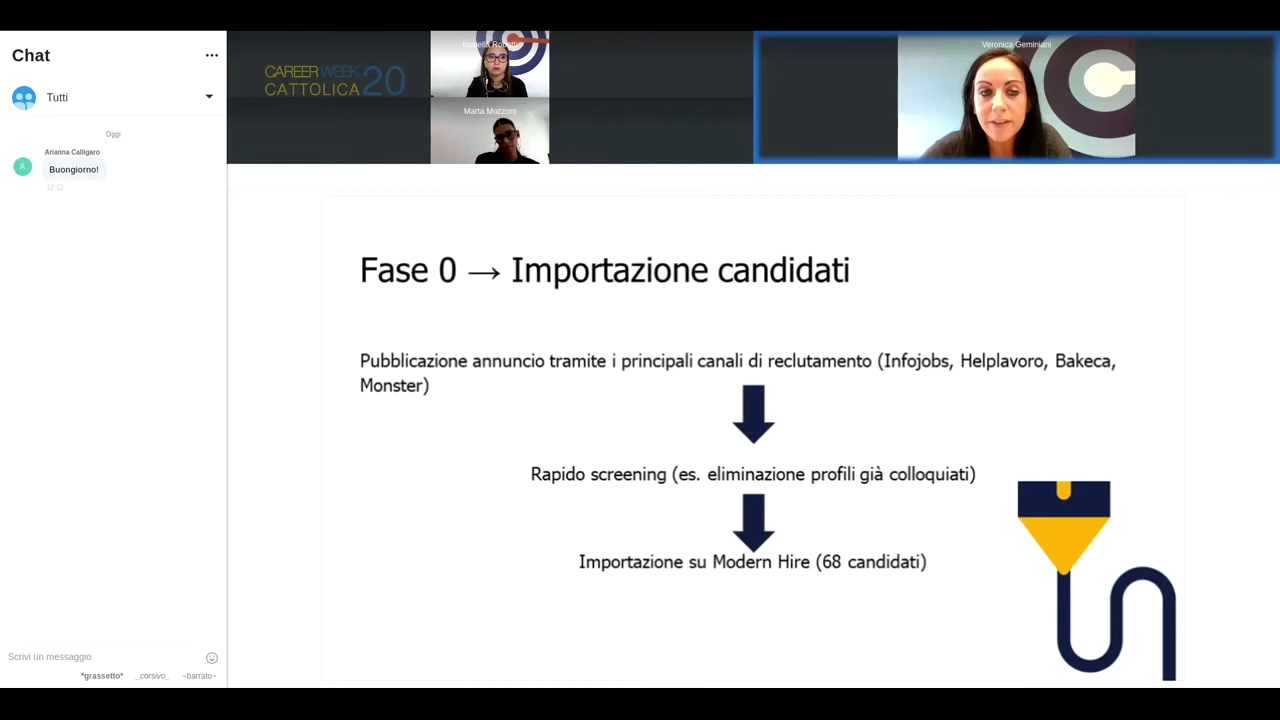 Chat
Tutti
Oggi
Arianna Calligaro
A
Buongiorno!
12:12
Scrivi un messaggio
*grassetto* _corsivo_ ~barrato~
CAREER WEEK
CATTOLICA 20
Marta Mozzoni
Veronica Geminiani
Fase 0 → Importazione candidati
Pubblicazione annuncio tramite i principali canali di reclutamento (Infojobs, Helplavoro, Bakeca,
Monster)
Rapido screening (es. eliminazione profili già colloquiati)
Importazione su Modern Hire (68 candidati)